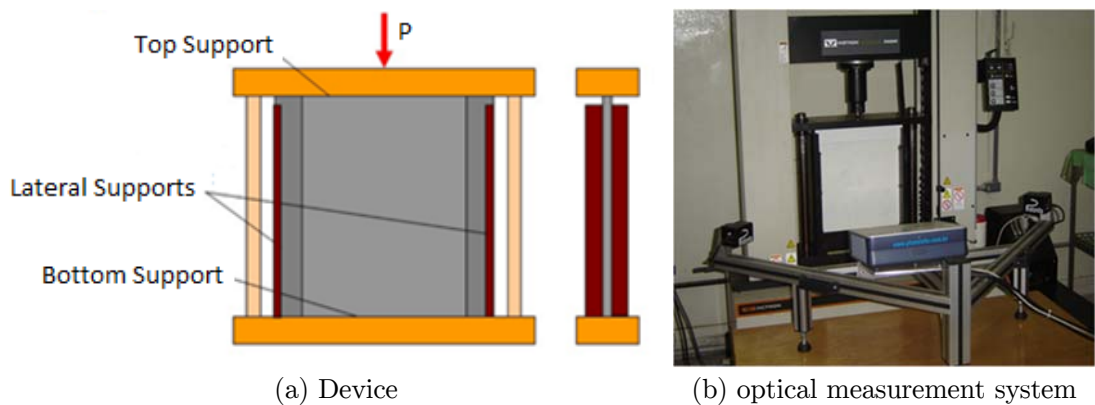 P
Top Support
Lateral Supports
Bottom Support
(a) Device
(b) optical measurement system